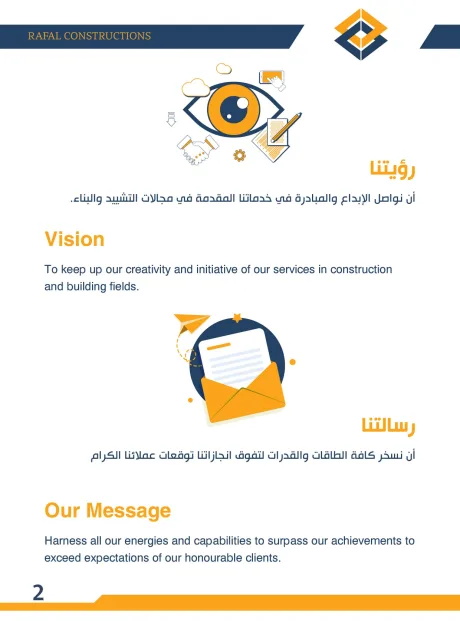 RAFAL CONSTRUCTIONS
رؤيتنا
أن نواصل الإبداع والمبادرة في خدماتنا المقدمة في مجالات التشييد والبناء.
Vision
To keep up our creativity and initiative of our services in construction
and building fields.
رسالتنا
أن نسخر كافة الطاقات والقدرات لتفوق انجازاتنا توقعات عملائنا الكرام
Our Message
Harness all our energies and capabilities to surpass our achievements to
exceed expectations of our honourable clients.
2